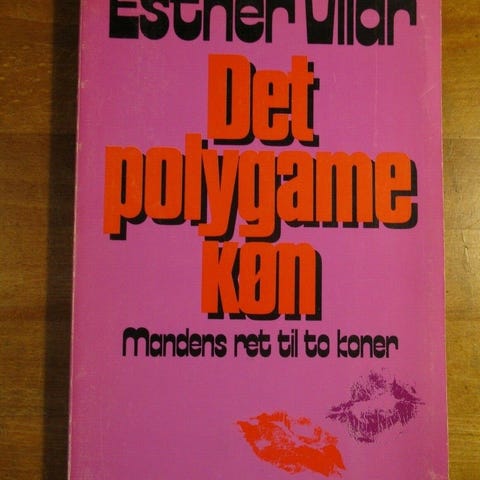 Esther Vilar
Det
polygame
køn
Mandens ret til to koner